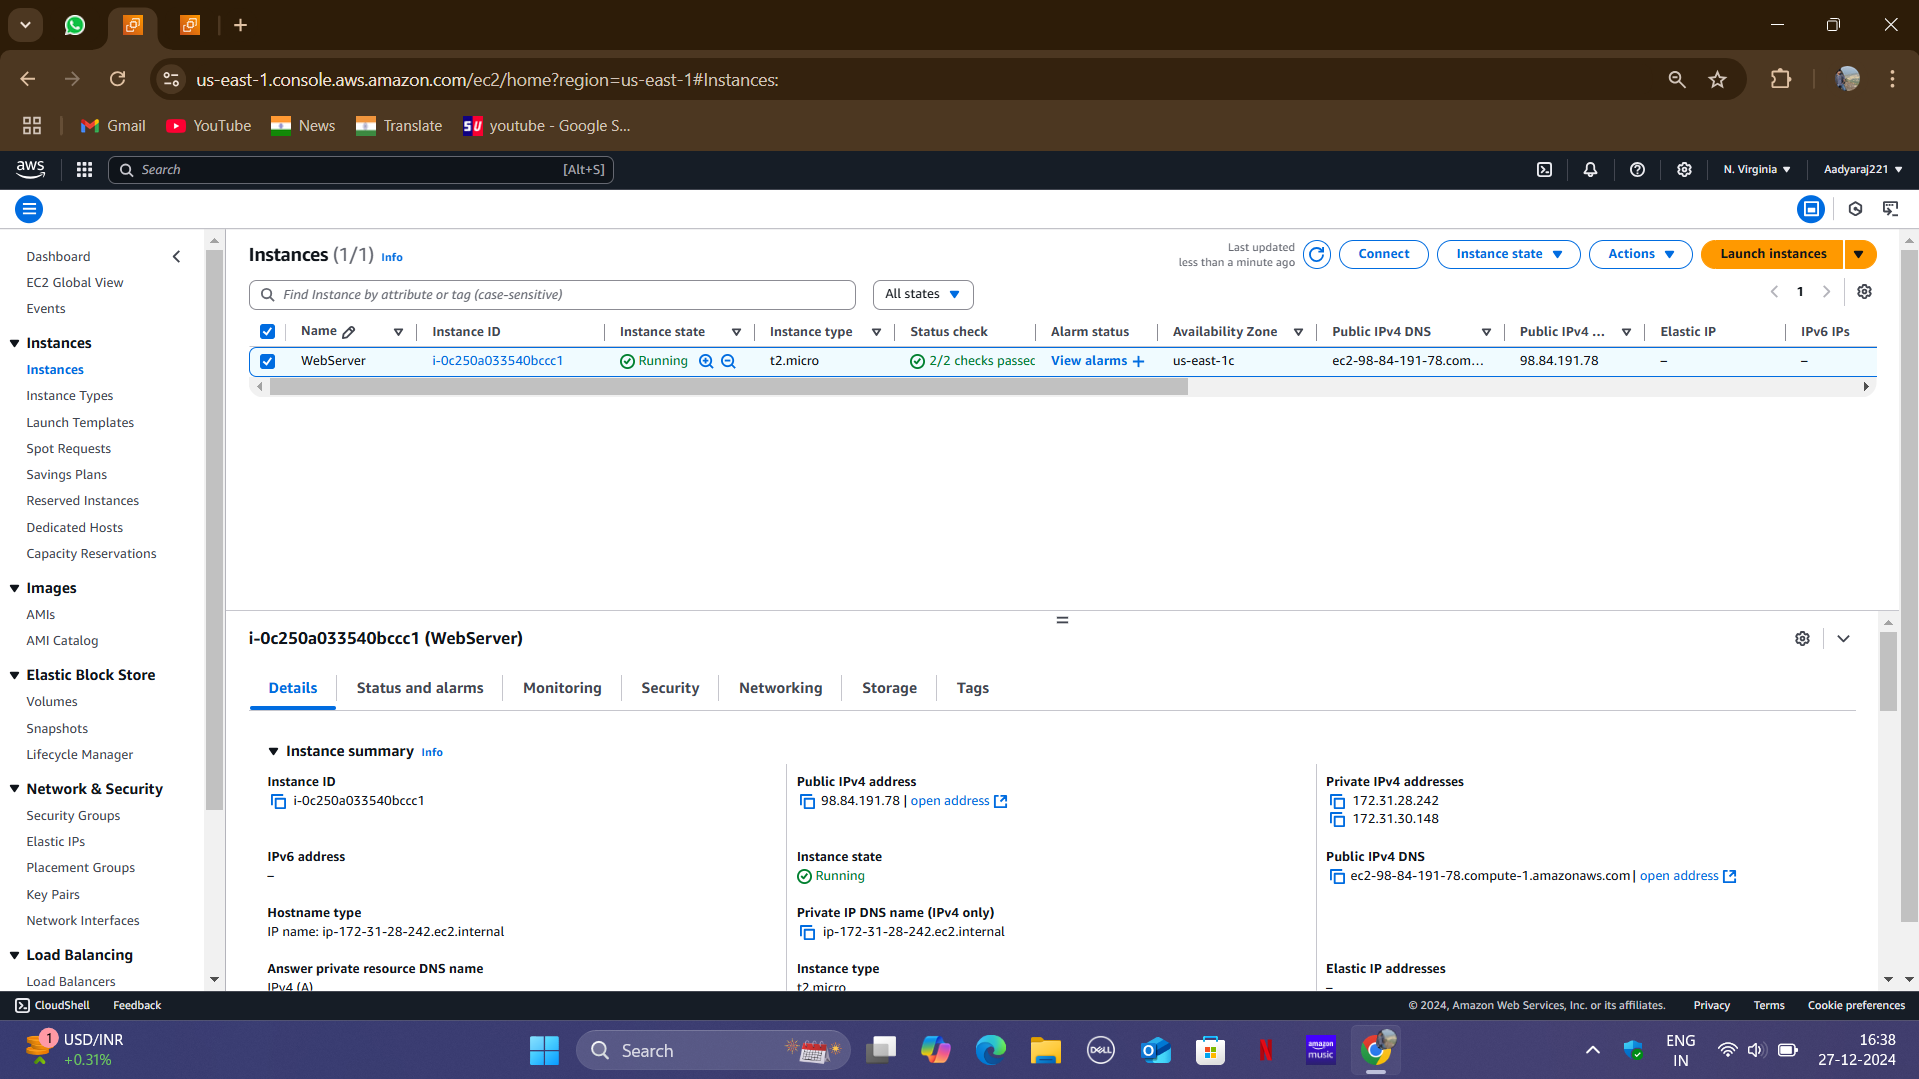 us-east-1.console.aws.amazon.com/ec2/home?region=us-east-1#Instances:
Gmail YouTube News Translate SU youtube - Google S...
aws Search [Alt+S] N. Virginia Aadyaraj221
Dashboard
EC2 Global View
Events
Instances
Instances
Instance Types
Launch Templates
Spot Requests
Savings Plans
Reserved Instances
Dedicated Hosts
Capacity Reservations
Images
AMIs
AMI Catalog
Elastic Block Store
Volumes
Snapshots
Lifecycle Manager
Network & Security
Security Groups
Elastic IPs
Placement Groups
Key Pairs
Network Interfaces
Load Balancing
Load Balancers
Instances (1/1) Info
Last updated
less than a minute ago
Connect Instance state Actions Launch instances
Find Instance by attribute or tag (case-sensitive) All states 1
Name Instance ID Instance state Instance type Status check Alarm status Availability Zone Public IPv4 DNS Public IPv4 ... Elastic IP IPv6 IPs
WebServer i-0c250a033540bccc1 Running t2.micro 2/2 checks passec View alarms + us-east-1c ec2-98-84-191-78.com... 98.84.191.78 – –
i-0c250a033540bccc1 (WebServer)
Details Status and alarms Monitoring Security Networking Storage Tags
Instance summary Info
Instance ID
i-0c250a033540bccc1
Public IPv4 address
98.84.191.78 | open address
Private IPv4 addresses
172.31.28.242
172.31.30.148
IPv6 address
–
Instance state
Running
Public IPv4 DNS
ec2-98-84-191-78.compute-1.amazonaws.com | open address
Hostname type
IP name: ip-172-31-28-242.ec2.internal
Private IP DNS name (IPv4 only)
ip-172-31-28-242.ec2.internal
Answer private resource DNS name
IPv4 (A)
Instance type
t2.micro
Elastic IP addresses
–
CloudShell Feedback © 2024, Amazon Web Services, Inc. or its affiliates. Privacy Terms Cookie preferences
1
USD/INR
+0.31%
Search
DELL
amazon
music
ENG
IN
16:38
27-12-2024